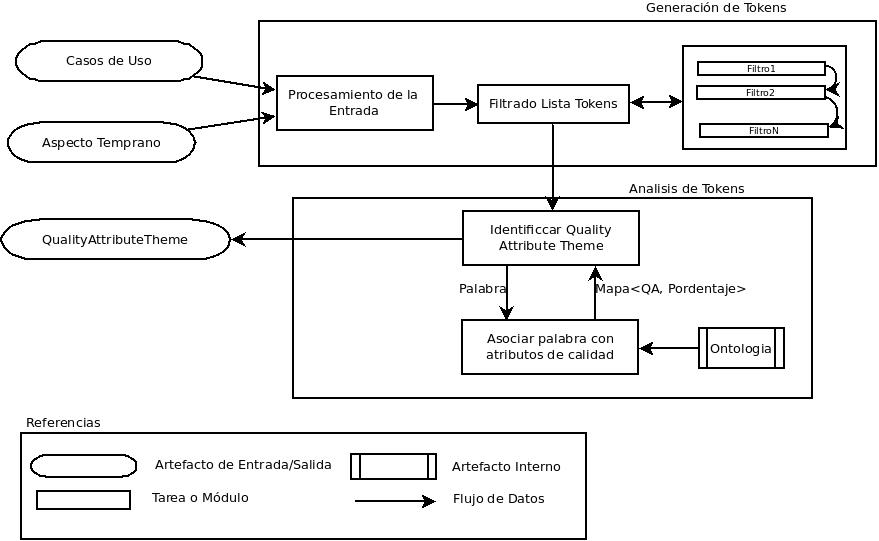 Generación de Tokens
Casos de Uso
Aspecto Temprano
Procesamiento de la
Entrada
Filtrado Lista Tokens
Filtro1
Filtro2
FiltroN
Analisis de Tokens
QualityAttributeTheme
Identificcar Quality
Attribute Theme
Palabra
Mapa<QA, Pordentaje>
Asociar palabra con
atributos de calidad
Ontologia
Referencias
Artefacto de Entrada/Salida
Artefacto Interno
Tarea o Módulo
Flujo de Datos